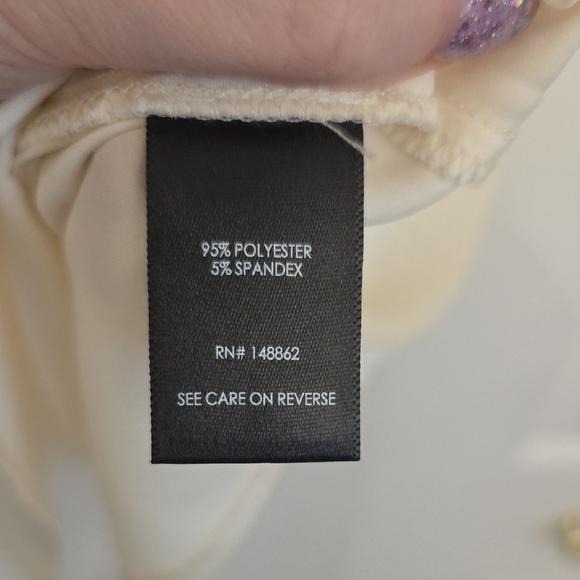 95% POLYESTER
5% SPANDEX
RN# 148862
SEE CARE ON REVERSE